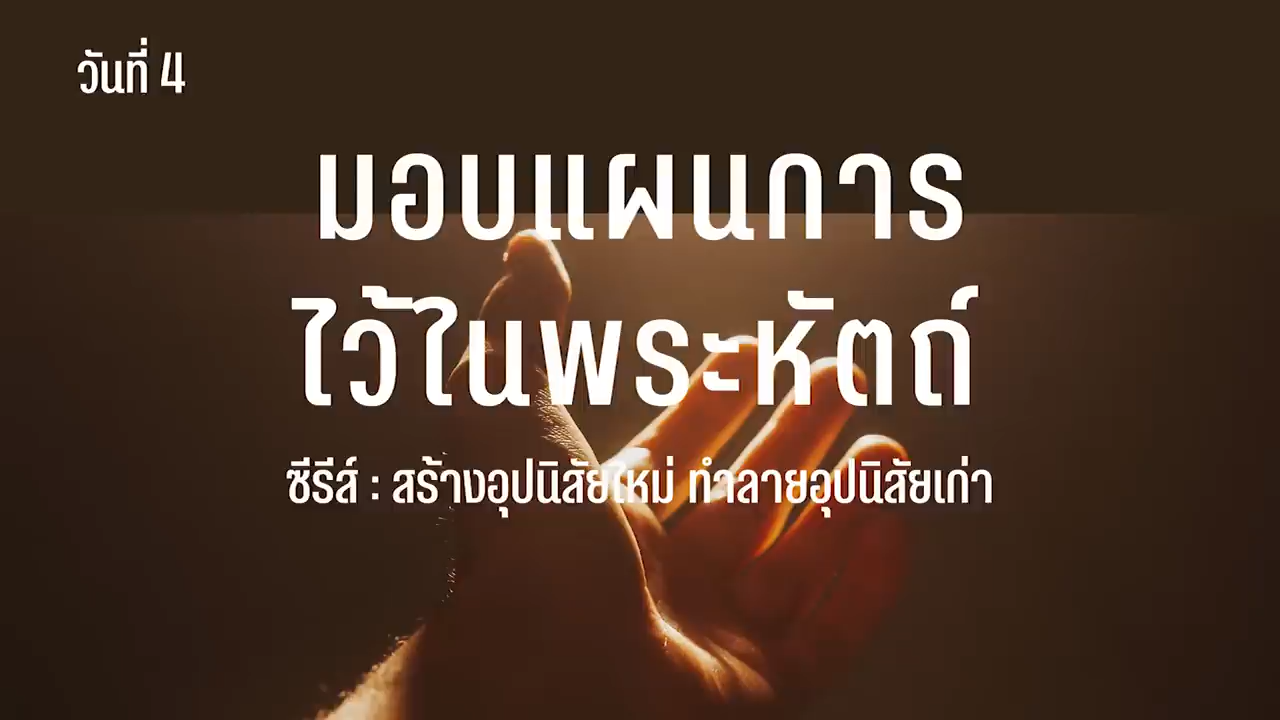 วันที่ 4
มอบแผนการ
ไว้ในพระหัตถ์
ซีรีส์ : สร้างอุปนิสัยใหม่ ทำลายอุปนิสัยเก่า